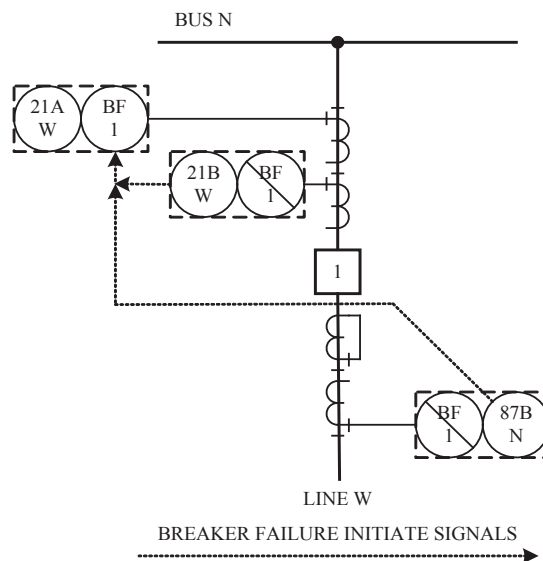 BUS N
21A
W
BF
1
21B
W
BF
1
1
BF
1
87B
N
LINE W
BREAKER FAILURE INITIATE SIGNALS